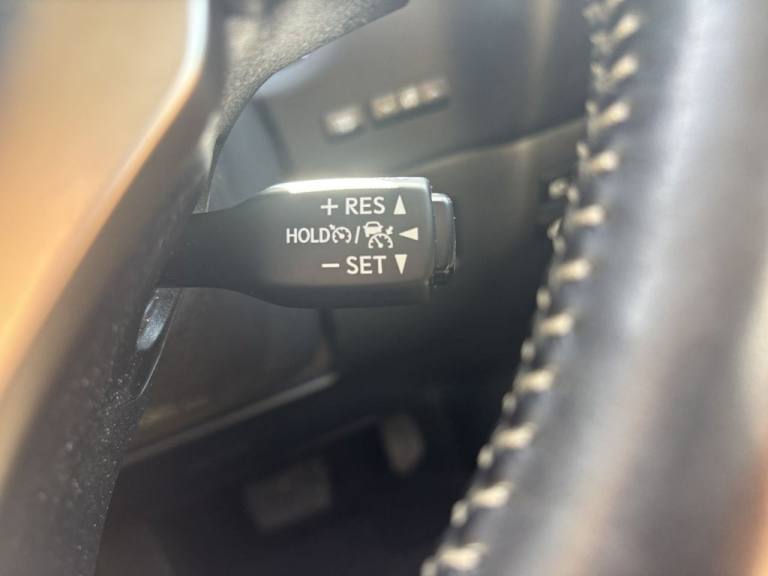 + RES ▲
HOLD / ◀
− SET ▼